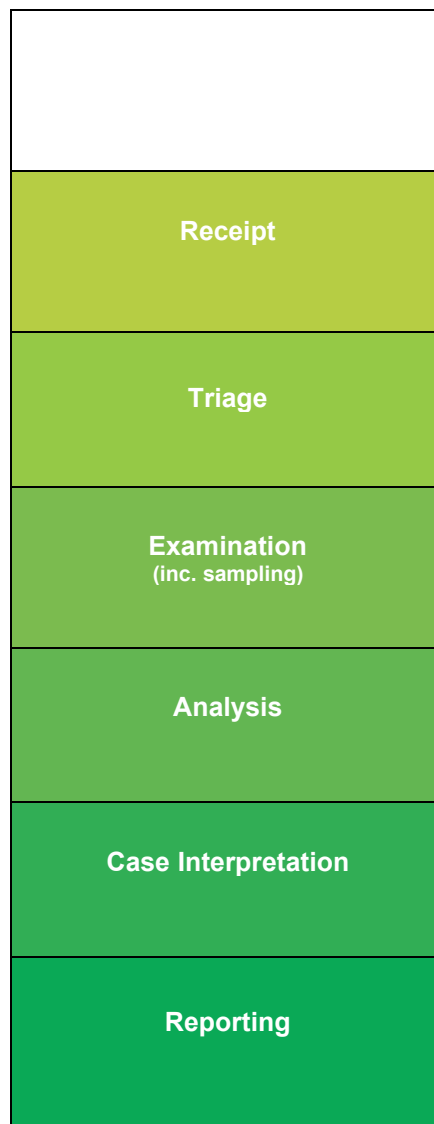 Receipt
Triage
Examination
(inc. sampling)
Analysis
Case Interpretation
Reporting